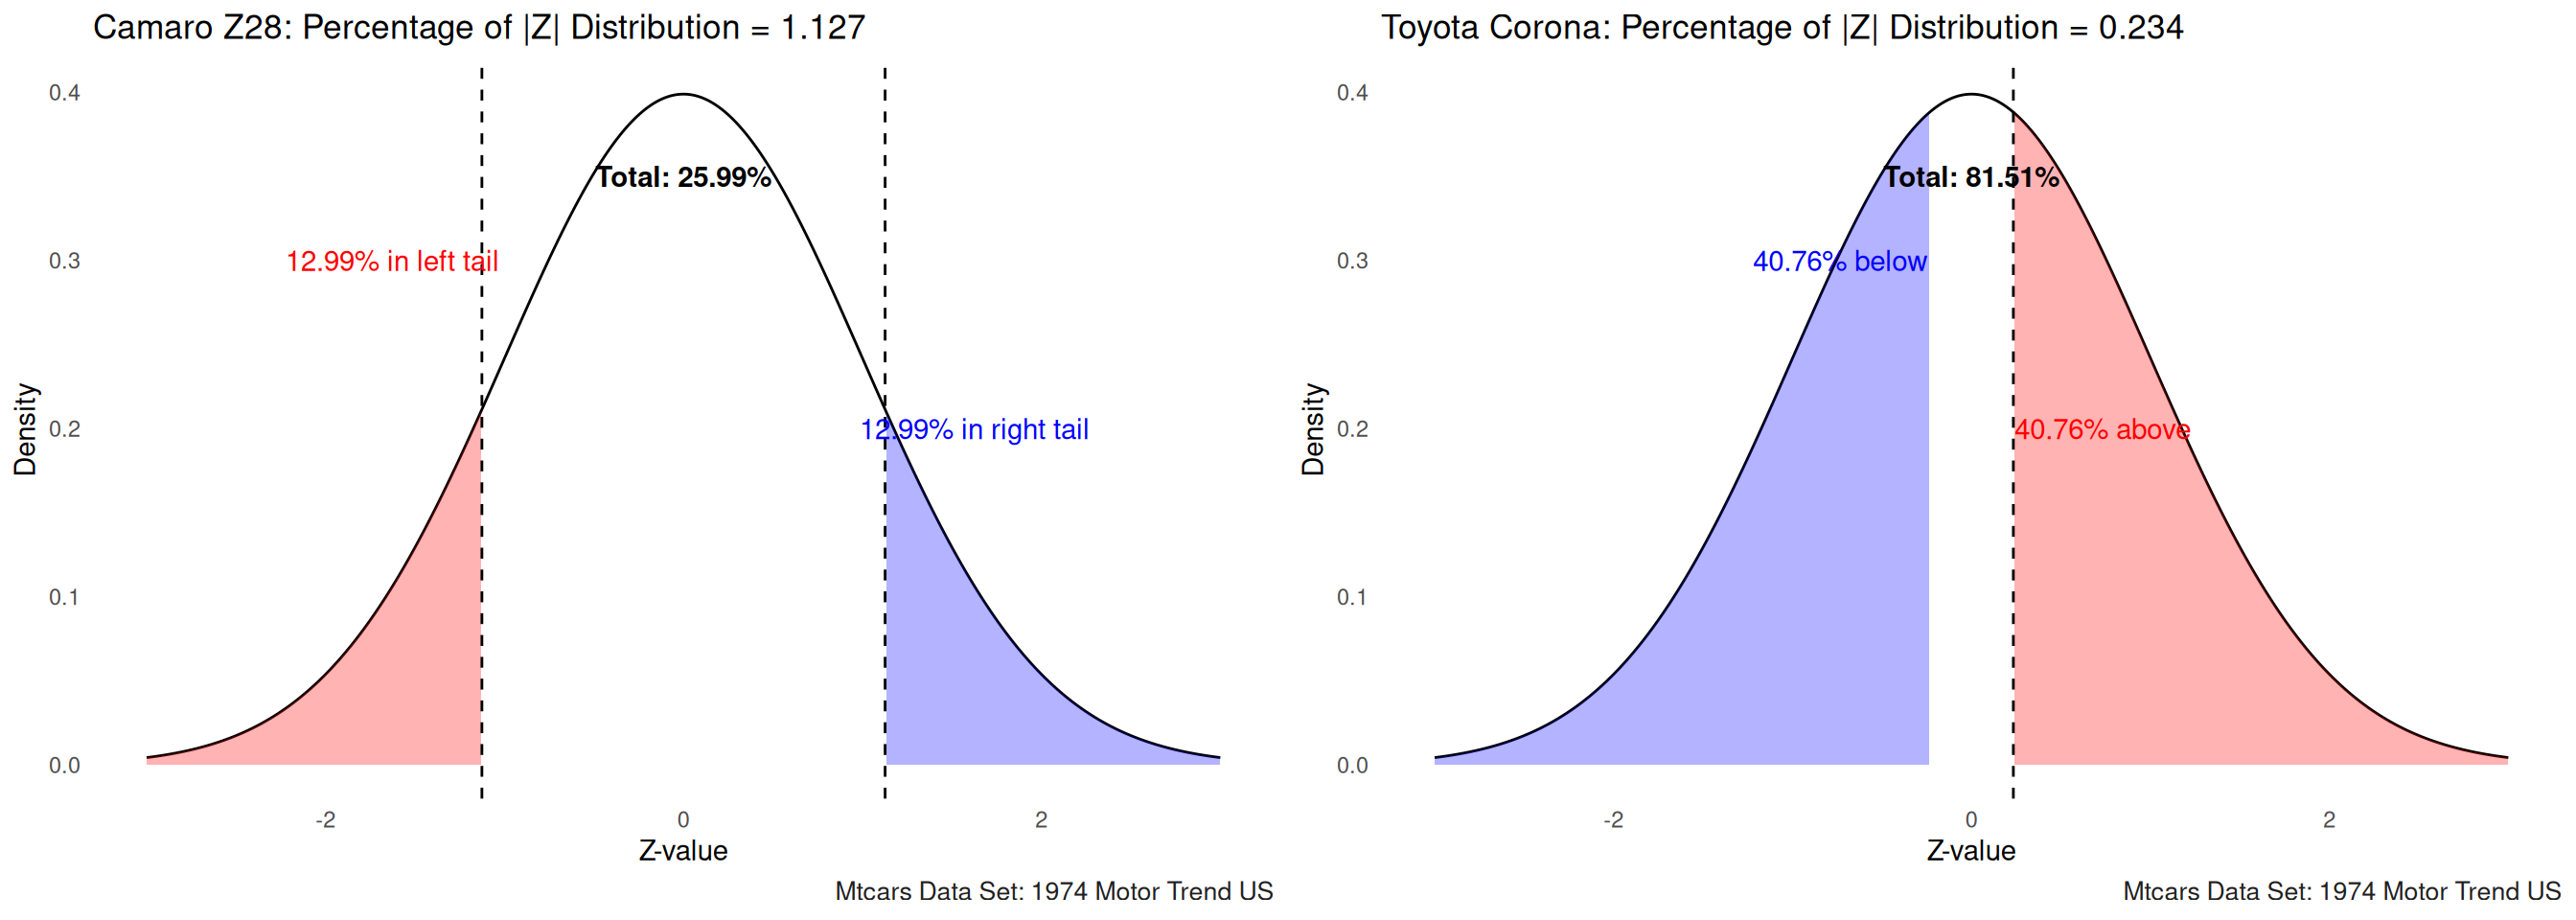 Camaro Z28: Percentage of |Z| Distribution = 1.127
0.4
Total: 25.99%
0.3
12.99% in left tail
Density
0.2
12.99% in right tail
0.1
0.0
-2
0
2
Z-value
Mtcars Data Set: 1974 Motor Trend US
Toyota Corona: Percentage of |Z| Distribution = 0.234
0.4
Total: 81.51%
0.3
40.76% below
Density
0.2
40.76% above
0.1
0.0
-2
0
2
Z-value
Mtcars Data Set: 1974 Motor Trend US